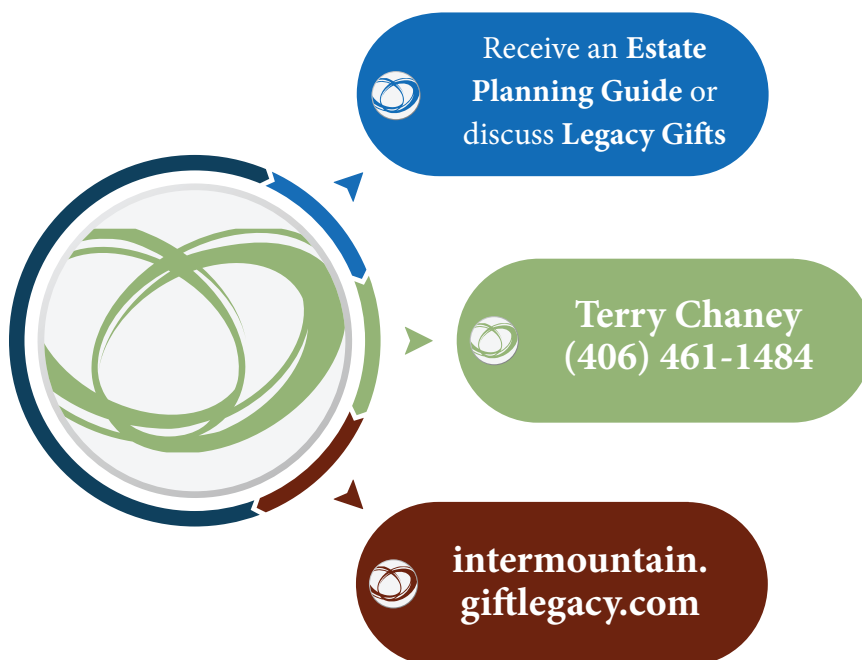 Receive an Estate
Planning Guide or
discuss Legacy Gifts
Terry Chaney
(406) 461-1484
intermountain.
giftlegacy.com